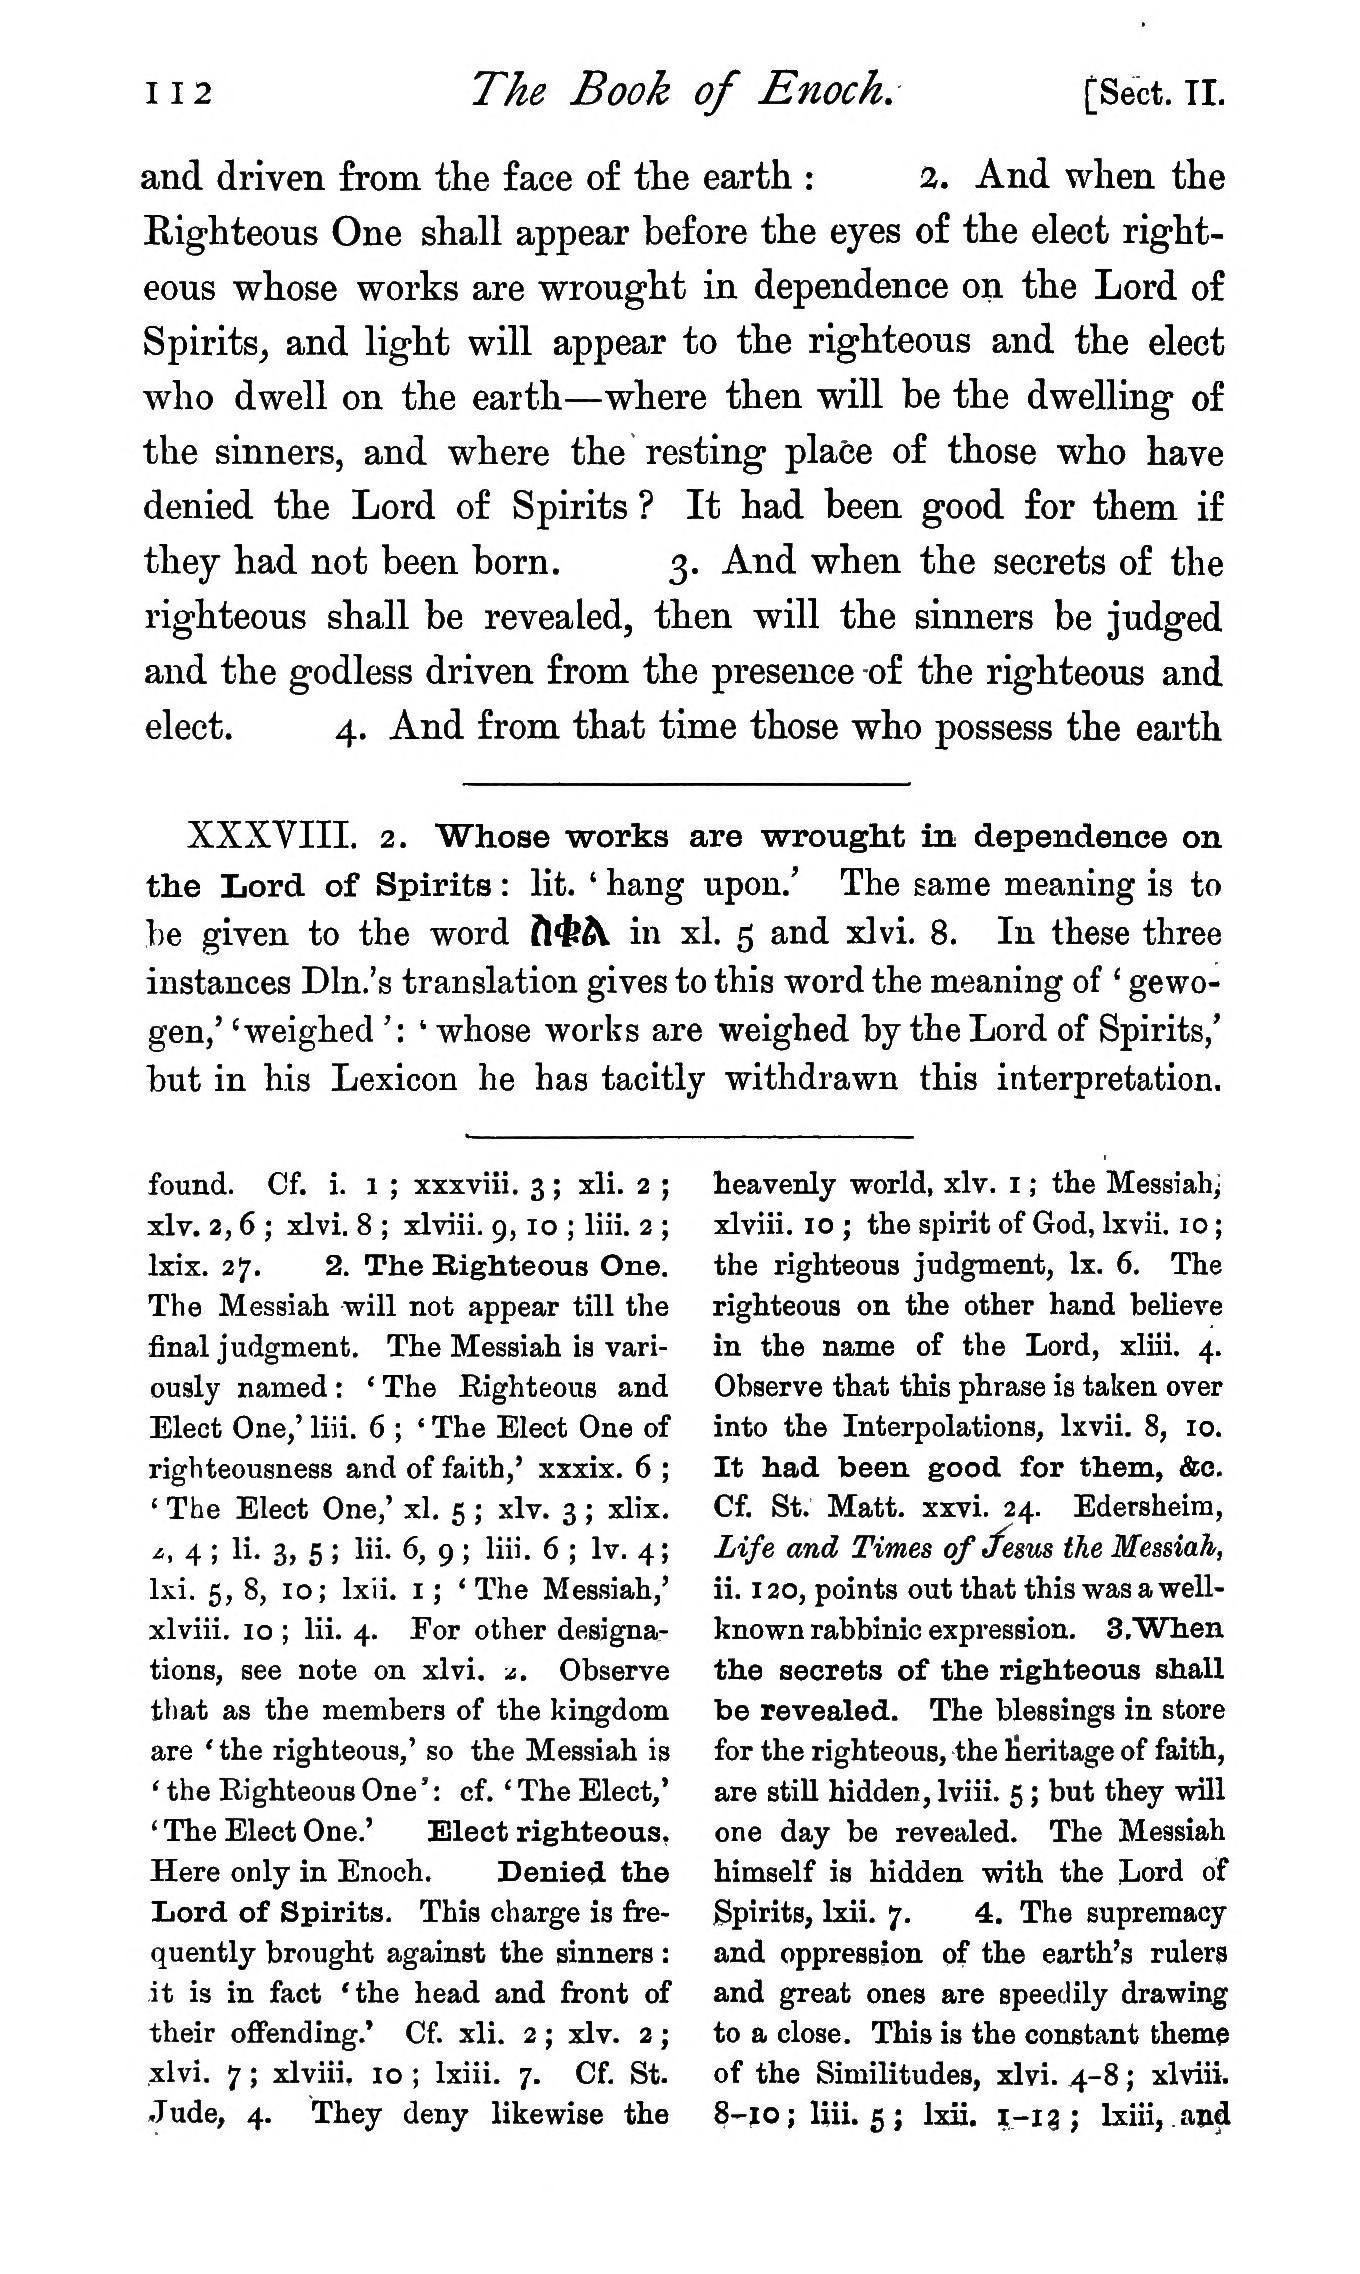 112 The Book of Enoch. [Sect. II.
and driven from the face of the earth : 2. And when the
Righteous One shall appear before the eyes of the elect right-
eous whose works are wrought in dependence on the Lord of
Spirits, and light will appear to the righteous and the elect
who dwell on the earth—where then will be the dwelling of
the sinners, and where the resting place of those who have
denied the Lord of Spirits ? It had been good for them if
they had not been born. 3. And when the secrets of the
righteous shall be revealed, then will the sinners be judged
and the godless driven from the presence of the righteous and
elect. 4. And from that time those who possess the earth
XXXVIII. 2. Whose works are wrought in dependence on
the Lord of Spirits : lit. ‘ hang upon.’ The same meaning is to
be given to the word ስቁል in xl. 5 and xlvi. 8. In these three
instances Dln.’s translation gives to this word the meaning of ‘ gewo-
gen,’ ‘weighed ’: ‘ whose works are weighed by the Lord of Spirits,’
but in his Lexicon he has tacitly withdrawn this interpretation.
found. Cf. i. 1 ; xxxviii. 3 ; xli. 2 ;
xlv. 2, 6 ; xlvi. 8 ; xlviii. 9, 10 ; liii. 2 ;
lxix. 27. 2. The Righteous One.
The Messiah will not appear till the
final judgment. The Messiah is vari-
ously named : ‘ The Righteous and
Elect One,’ liii. 6 ; ‘ The Elect One of
righteousness and of faith,’ xxxix. 6 ;
‘ The Elect One,’ xl. 5 ; xlv. 3 ; xlix.
2, 4 ; li. 3, 5 ; lii. 6, 9 ; liii. 6 ; lv. 4 ;
lxi. 5, 8, 10 ; lxii. 1 ; ‘ The Messiah,’
xlviii. 10 ; lii. 4. For other designa-
tions, see note on xlvi. 2. Observe
that as the members of the kingdom
are ‘ the righteous,’ so the Messiah is
‘ the Righteous One’: cf. ‘ The Elect,’
‘ The Elect One.’ Elect righteous.
Here only in Enoch. Denied the
Lord of Spirits. This charge is fre-
quently brought against the sinners :
it is in fact ‘ the head and front of
their offending.’ Cf. xli. 2 ; xlv. 2 ;
xlvi. 7 ; xlviii. 10 ; lxiii. 7. Cf. St.
Jude, 4. They deny likewise the
heavenly world, xlv. 1 ; the Messiah,
xlviii. 10 ; the spirit of God, lxvii. 10 ;
the righteous judgment, lx. 6. The
righteous on the other hand believe
in the name of the Lord, xliii. 4.
Observe that this phrase is taken over
into the Interpolations, lxvii. 8, 10.
It had been good for them, &c.
Cf. St. Matt. xxvi. 24. Edersheim,
Life and Times of Jesus the Messiah,
ii. 120, points out that this was a well-
known rabbinic expression. 3. When
the secrets of the righteous shall
be revealed. The blessings in store
for the righteous, the heritage of faith,
are still hidden, lviii. 5 ; but they will
one day be revealed. The Messiah
himself is hidden with the Lord of
Spirits, lxii. 7. 4. The supremacy
and oppression of the earth’s rulers
and great ones are speedily drawing
to a close. This is the constant theme
of the Similitudes, xlvi. 4–8 ; xlviii.
8–10 ; liii. 5 ; lxii. 1–12 ; lxiii, and